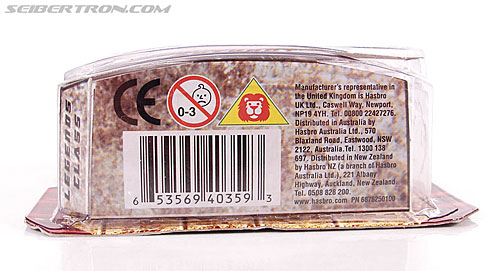 SEIBERTRON.COM
CE
0-3
6 53569 40359 3
Manufacturer's representative in
the United Kingdom is Hasbro
UK Ltd., Caswell Way, Newport,
NP19 4YH. Tel. 00800 22427276.
Distributed in Australia by
Hasbro Australia Ltd., 570
Blaxland Road, Eastwood, NSW
2122, Australia. Tel. 1300 138
697. Distributed in New Zealand
by Hasbro NZ (a branch of Hasbro
Australia Ltd.), 221 Albany
Highway, Auckland, New Zealand.
Tel. 0508 828 200.
www.hasbro.com PN 6878250100